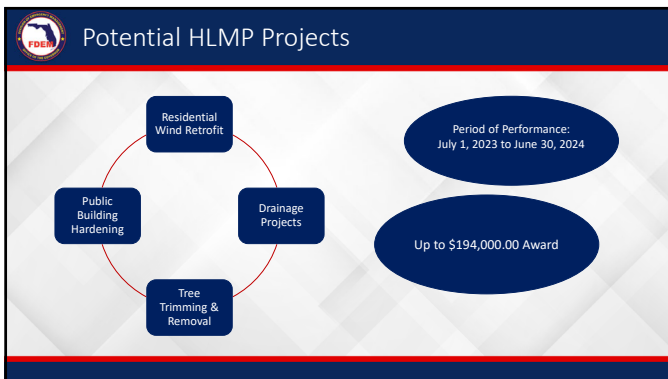 FDEM
Potential HLMP Projects
Residential
Wind Retrofit
Public
Building
Hardening
Drainage
Projects
Tree
Trimming &
Removal
Period of Performance:
July 1, 2023 to June 30, 2024
Up to $194,000.00 Award